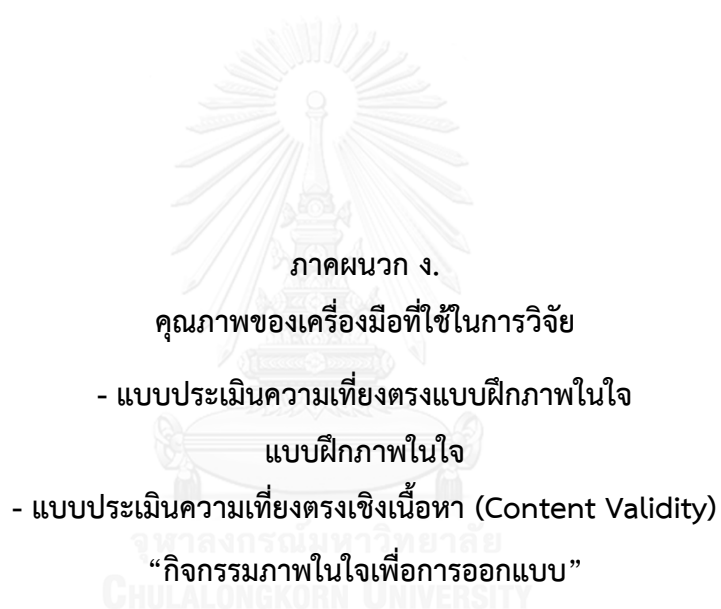 ภาคผนวก ง.
คุณภาพของเครื่องมือที่ใช้ในการวิจัย
- แบบประเมินความเที่ยงตรงแบบฝึกภาพในใจ
แบบฝึกภาพในใจ
- แบบประเมินความเที่ยงตรงเชิงเนื้อหา (Content Validity)
จุฬาลงกรณ์มหาวิทยาลัย
“กิจกรรมภาพในใจเพื่อการออกแบบ”
CHULALONGKORN UNIVERSITY